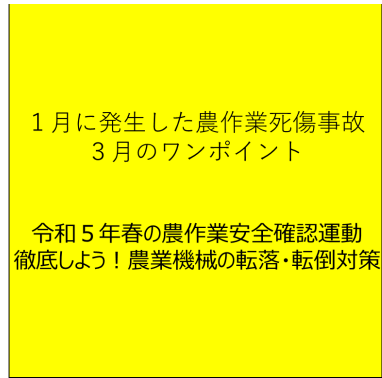 １月に発生した農作業死傷事故
３月のワンポイント
令和５年春の農作業安全確認運動
徹底しよう！農業機械の転落・転倒対策